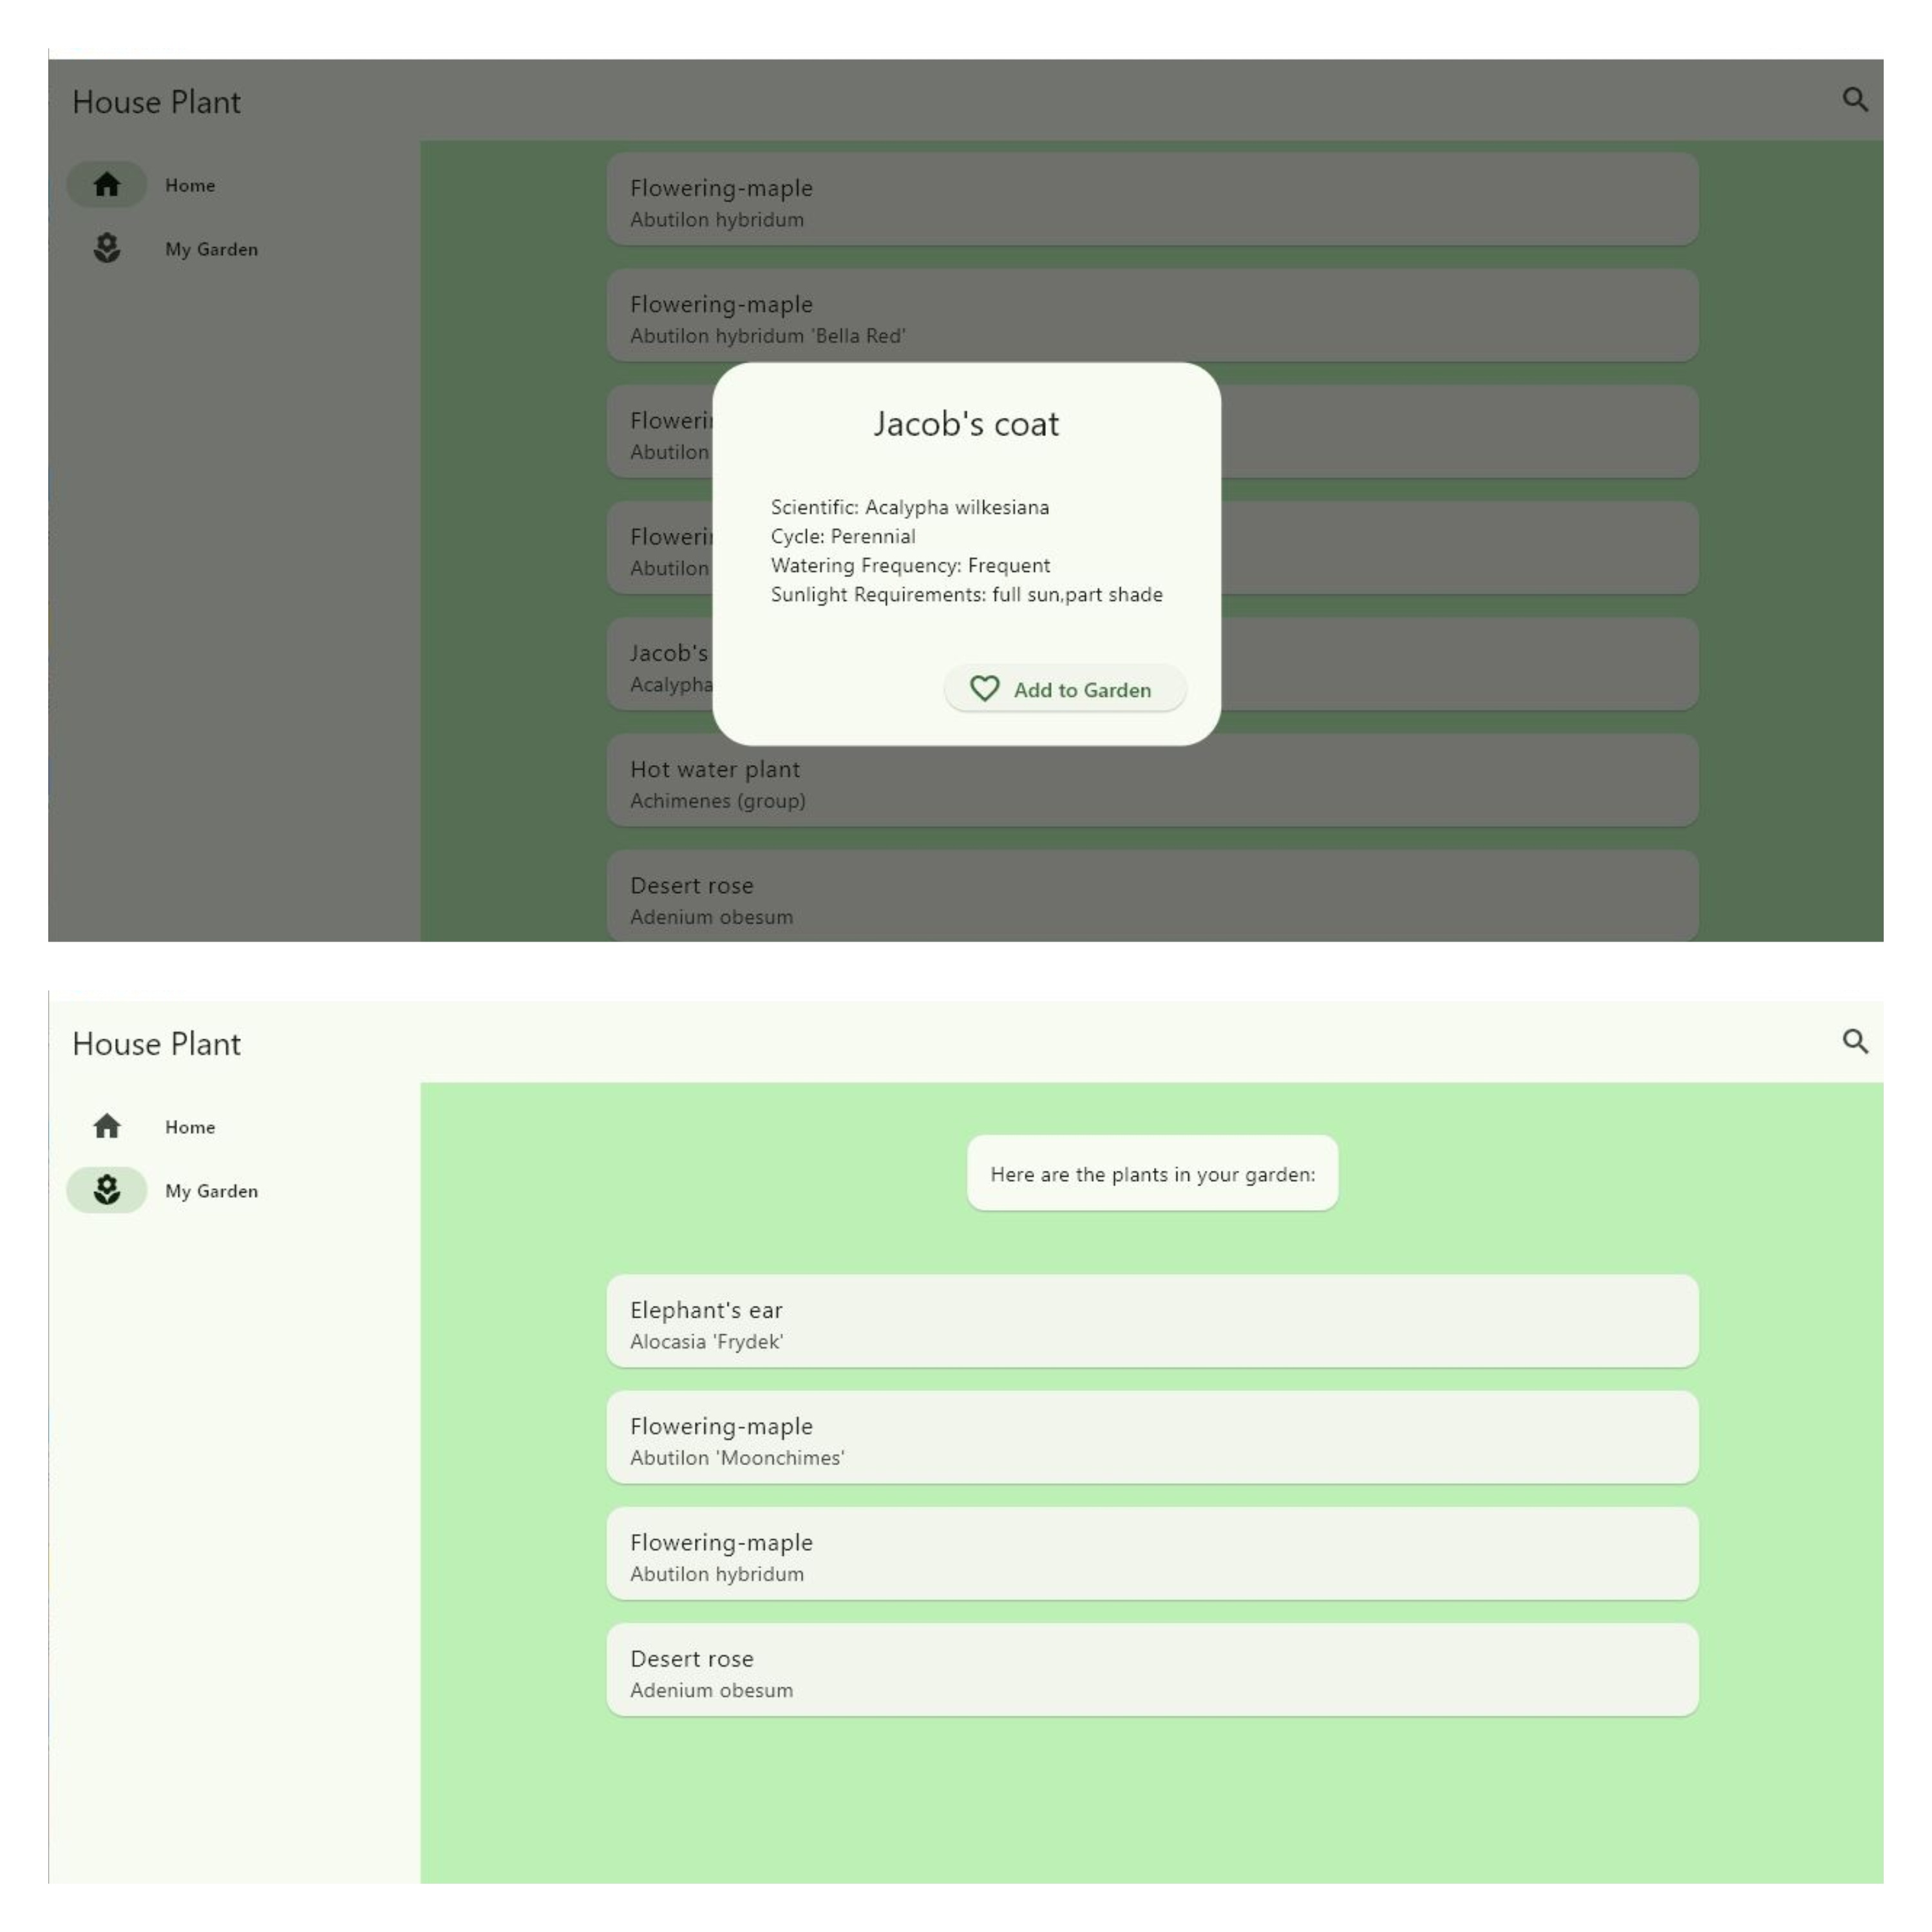 House Plant
Home
My Garden
Flowering-maple
Abutilon hybridum
Flowering-maple
Abutilon hybridum 'Bella Red'
Abutilon
Abutilon
Jacob's
Acalypha
Hot water plant
Achimenes (group)
Desert rose
Adenium obesum
Jacob's coat
Scientific: Acalypha wilkesiana
Cycle: Perennial
Watering Frequency: Frequent
Sunlight Requirements: full sun,part shade
Add to Garden
House Plant
Home
My Garden
Here are the plants in your garden:
Elephant's ear
Alocasia 'Frydek'
Flowering-maple
Abutilon 'Moonchimes'
Flowering-maple
Abutilon hybridum
Desert rose
Adenium obesum